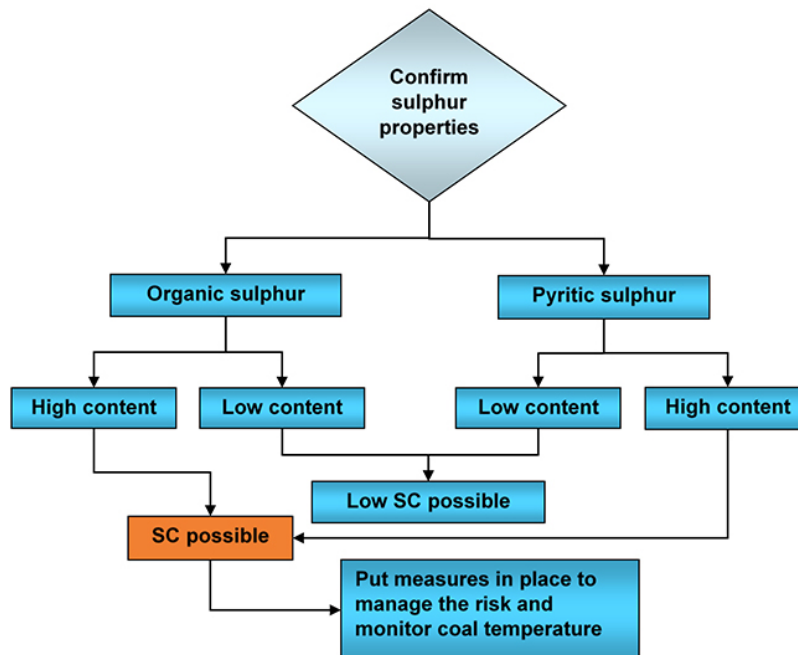 Confirm
sulphur
properties
Organic sulphur
Pyritic sulphur
High content
Low content
Low content
High content
Low SC possible
SC possible
Put measures in place to
manage the risk and
monitor coal temperature